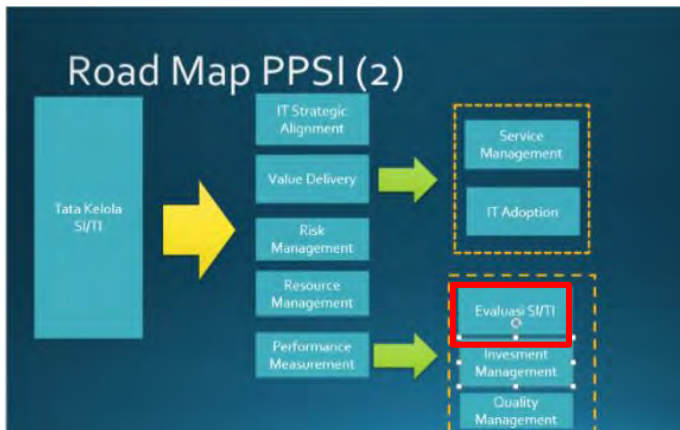 Road Map PPSI (2)
Tata Kelola
SI/TI
IT Strategic
Alignment
Value Delivery
Risk
Management
Resource
Management
Performance
Measurement
Service
Management
IT Adoption
Evaluasi SI/TI
Invesment
Management
Quality
Management